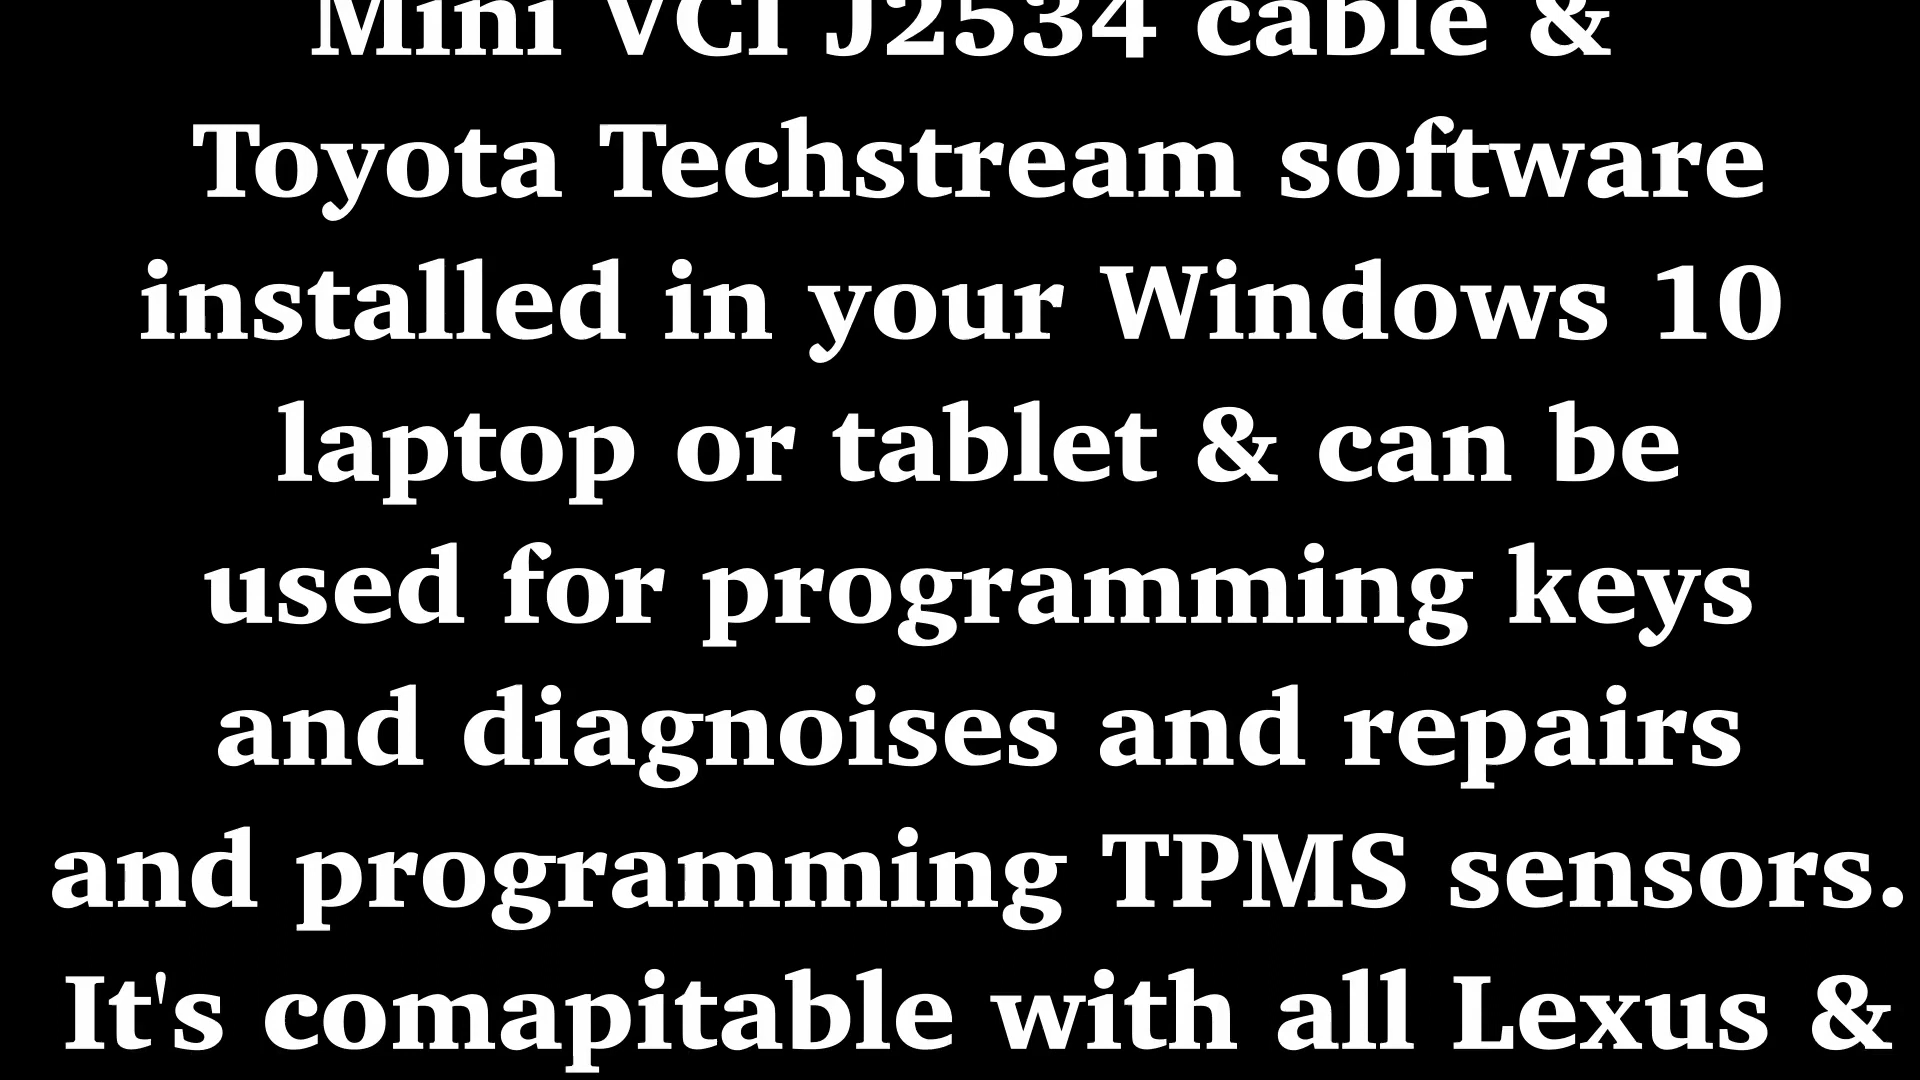 Mini VCI J2534 cable &
Toyota Techstream software
installed in your Windows 10
laptop or tablet & can be
used for programming keys
and diagnoises and repairs
and programming TPMS sensors.
It's comapitable with all Lexus &